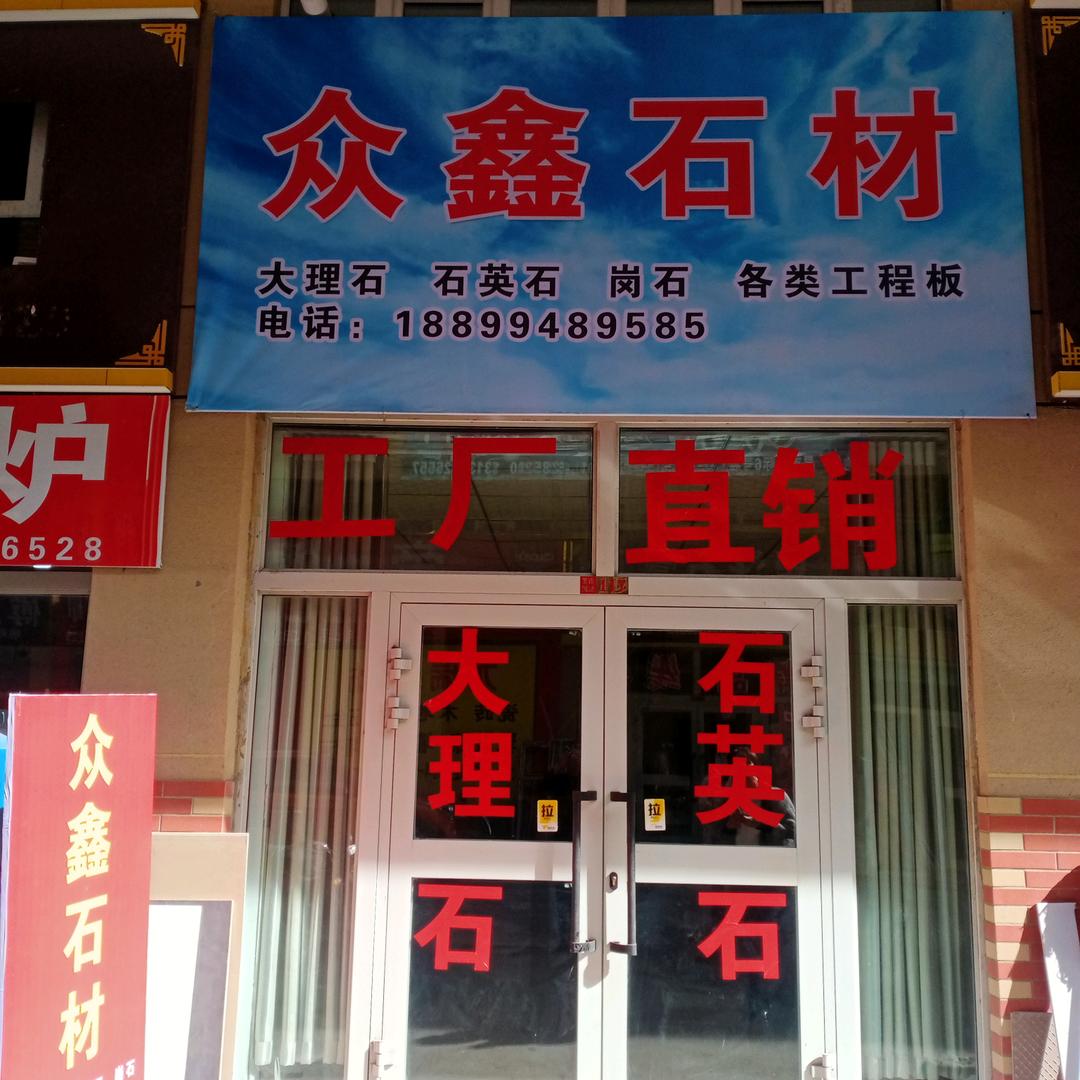 众鑫石材
大理石 石英石 岗石 各类工程板
电话：18899489585
炉
6528
工厂直销
大理石
石英石
拉
拉
众鑫石材
岗石